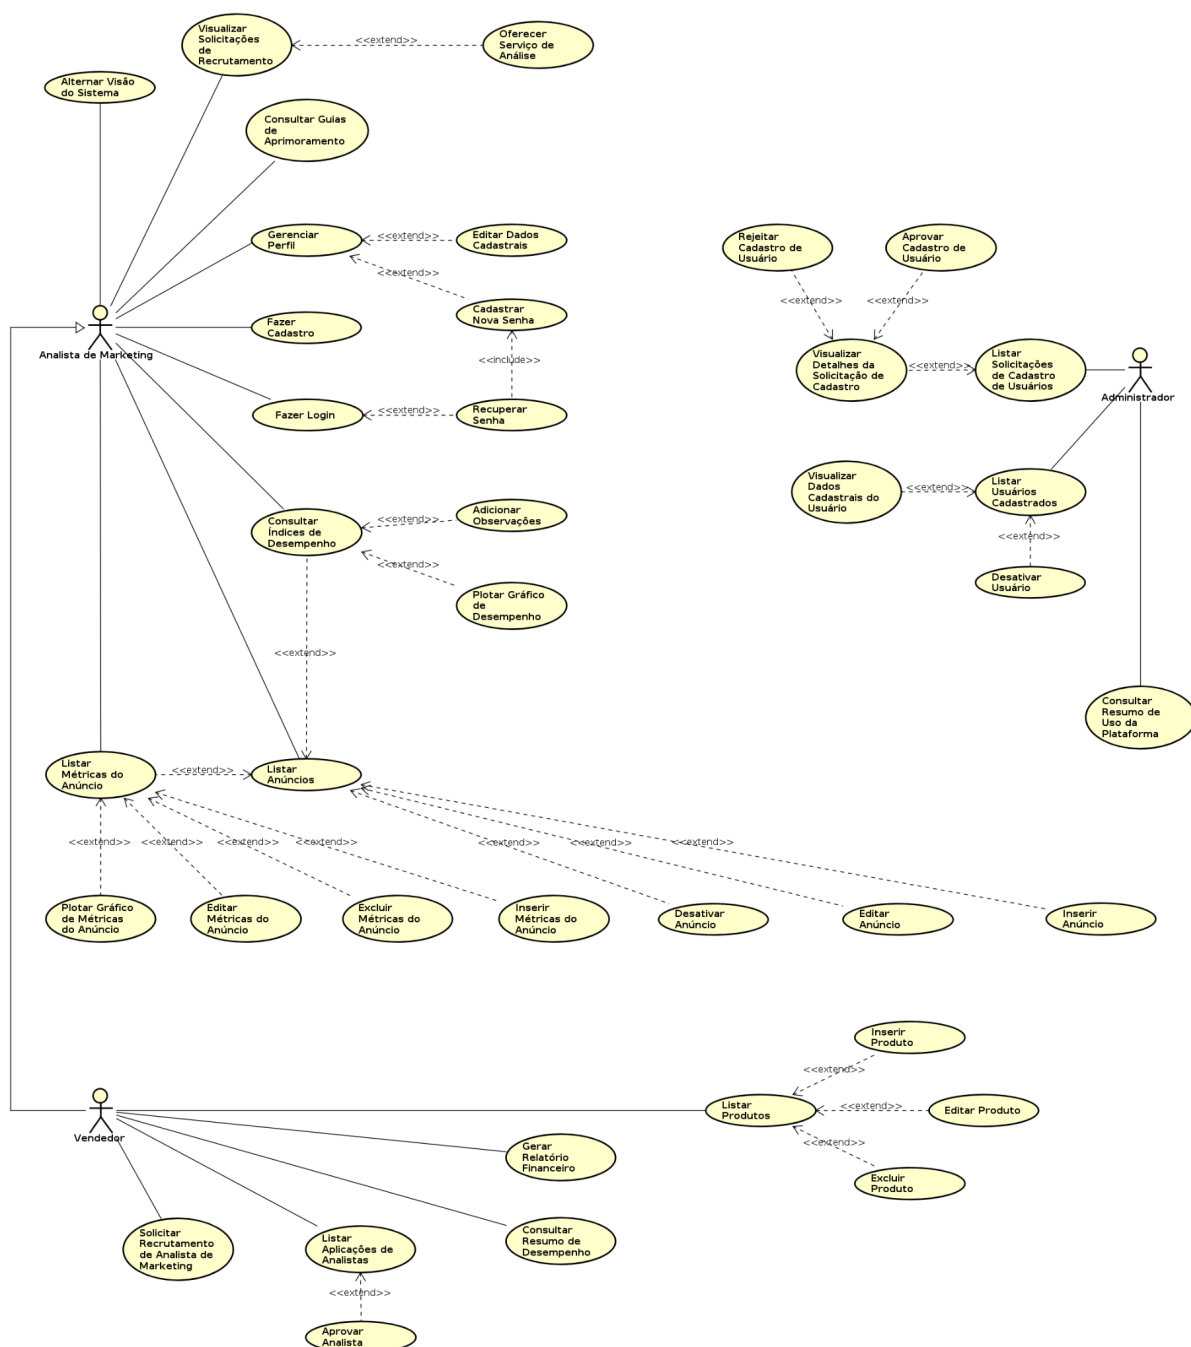 Visualizar
Solicitações
de
Recrutamento
<<extend>>
Oferecer
Serviço de
Análise
Alternar Visão
do Sistema
Consultar Guias
de
Aprimoramento
Gerenciar
Perfil
<<extend>>
Editar Dados
Cadastrais
<<extend>>
Cadastrar
Nova Senha
Fazer
Cadastro
Analista de Marketing
<<include>>
Fazer Login
<<extend>>
Recuperar
Senha
Rejeitar
Cadastro de
Usuário
Aprovar
Cadastro de
Usuário
<<extend>>
<<extend>>
Visualizar
Detalhes da
Solicitação de
Cadastro
<<extend>>
Listar
Solicitações
de Cadastro
de Usuários
Administrador
Visualizar
Dados
Cadastrais do
Usuário
<<extend>>
Listar
Usuários
Cadastrados
<<extend>>
Desativar
Usuário
Consultar
Índices de
Desempenho
<<extend>>
Adicionar
Observações
<<extend>>
Plotar Gráfico
de
Desempenho
<<extend>>
Consultar
Resumo de
Uso da
Plataforma
Listar
Métricas do
Anúncio
<<extend>>
Listar
Anúncios
<<extend>>
<<extend>>
<<extend>>
<<extend>>
<<extend>>
<<extend>>
<<extend>>
Plotar Gráfico
de Métricas
do Anúncio
Editar
Métricas do
Anúncio
Excluir
Métricas do
Anúncio
Inserir
Métricas do
Anúncio
Desativar
Anúncio
Editar
Anúncio
Inserir
Anúncio
Inserir
Produto
<<extend>>
Vendedor
Listar
Produtos
<<extend>>
Editar Produto
<<extend>>
Excluir
Produto
Gerar
Relatório
Financeiro
Solicitar
Recrutamento
de Analista de
Marketing
Listar
Aplicações de
Analistas
Consultar
Resumo de
Desempenho
<<extend>>
Aprovar
Analista